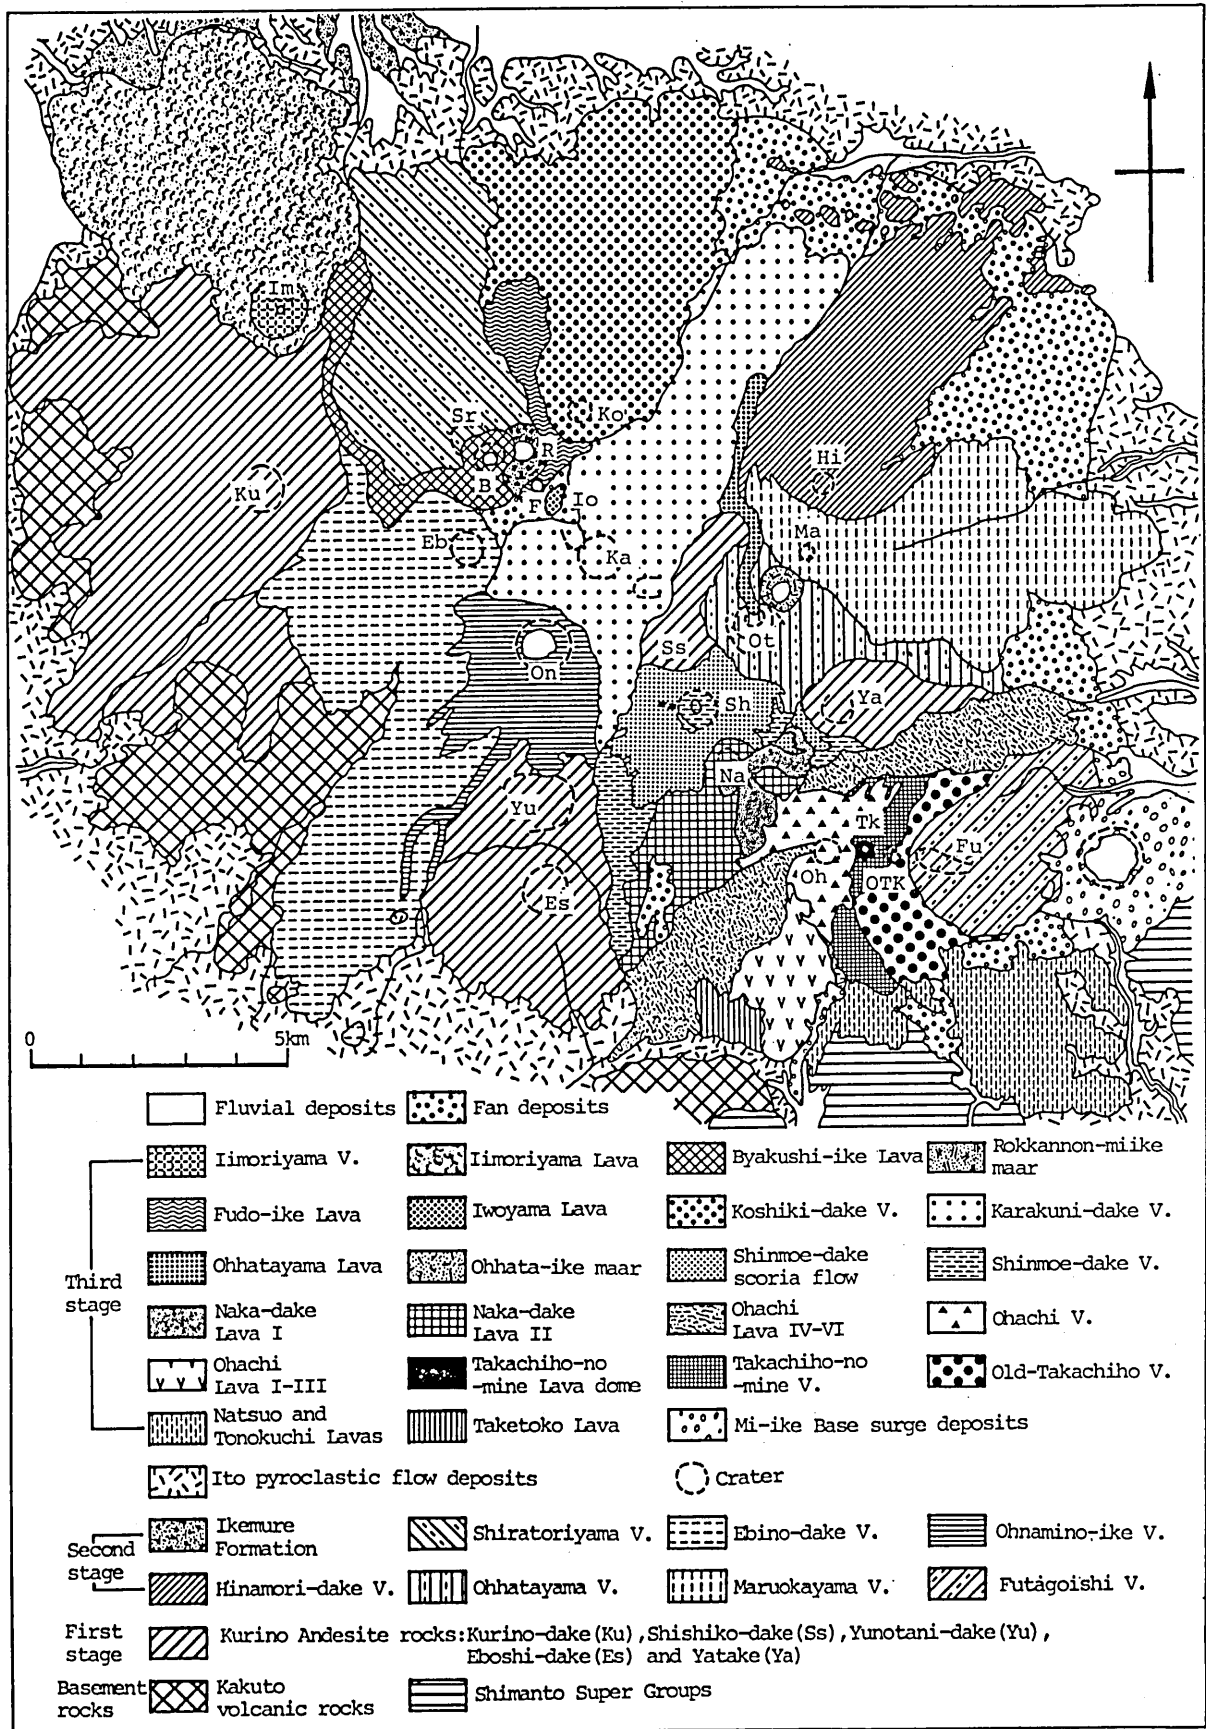 Im
Sr
Ko
R
B
F
Io
Ku
Hi
Eb
Ka
Ma
Ss
Ot
On
Sh
Ya
Na
Yu
Tk
Fu
Oh
OTK
Es
0 5km
Fluvial deposits
Fan deposits
Third stage
Iimoriyama V.
Iimoriyama Lava
Byakushi-ike Lava
Rokkannon-miike
maar
Fudo-ike Lava
Iwoyama Lava
Koshiki-dake V.
Karakuni-dake V.
Ohhatayama Lava
Ohhata-ike maar
Shinmoe-dake
scoria flow
Shinmoe-dake V.
Naka-dake
Lava I
Naka-dake
Lava II
Ohachi
Lava IV-VI
Ohachi V.
Ohachi
Lava I-III
Takachiho-no
-mine Lava dome
Takachiho-no
-mine V.
Old-Takachiho V.
Natsuo and
Tonokuchi Lavas
Taketoko Lava
Mi-ike Base surge deposits
Ito pyroclastic flow deposits
Crater
Second
stage
Ikemure
Formation
Shiratoriyama V.
Ebino-dake V.
Ohnamino-ike V.
Hinamori-dake V.
Ohhatayama V.
Maruokayama V.
Futagoishi V.
First
stage
Kurino Andesite rocks:Kurino-dake(Ku),Shishiko-dake(Ss),Yunotani-dake(Yu),
Eboshi-dake(Es) and Yatake(Ya)
Basement
rocks
Kakuto
volcanic rocks
Shimanto Super Groups